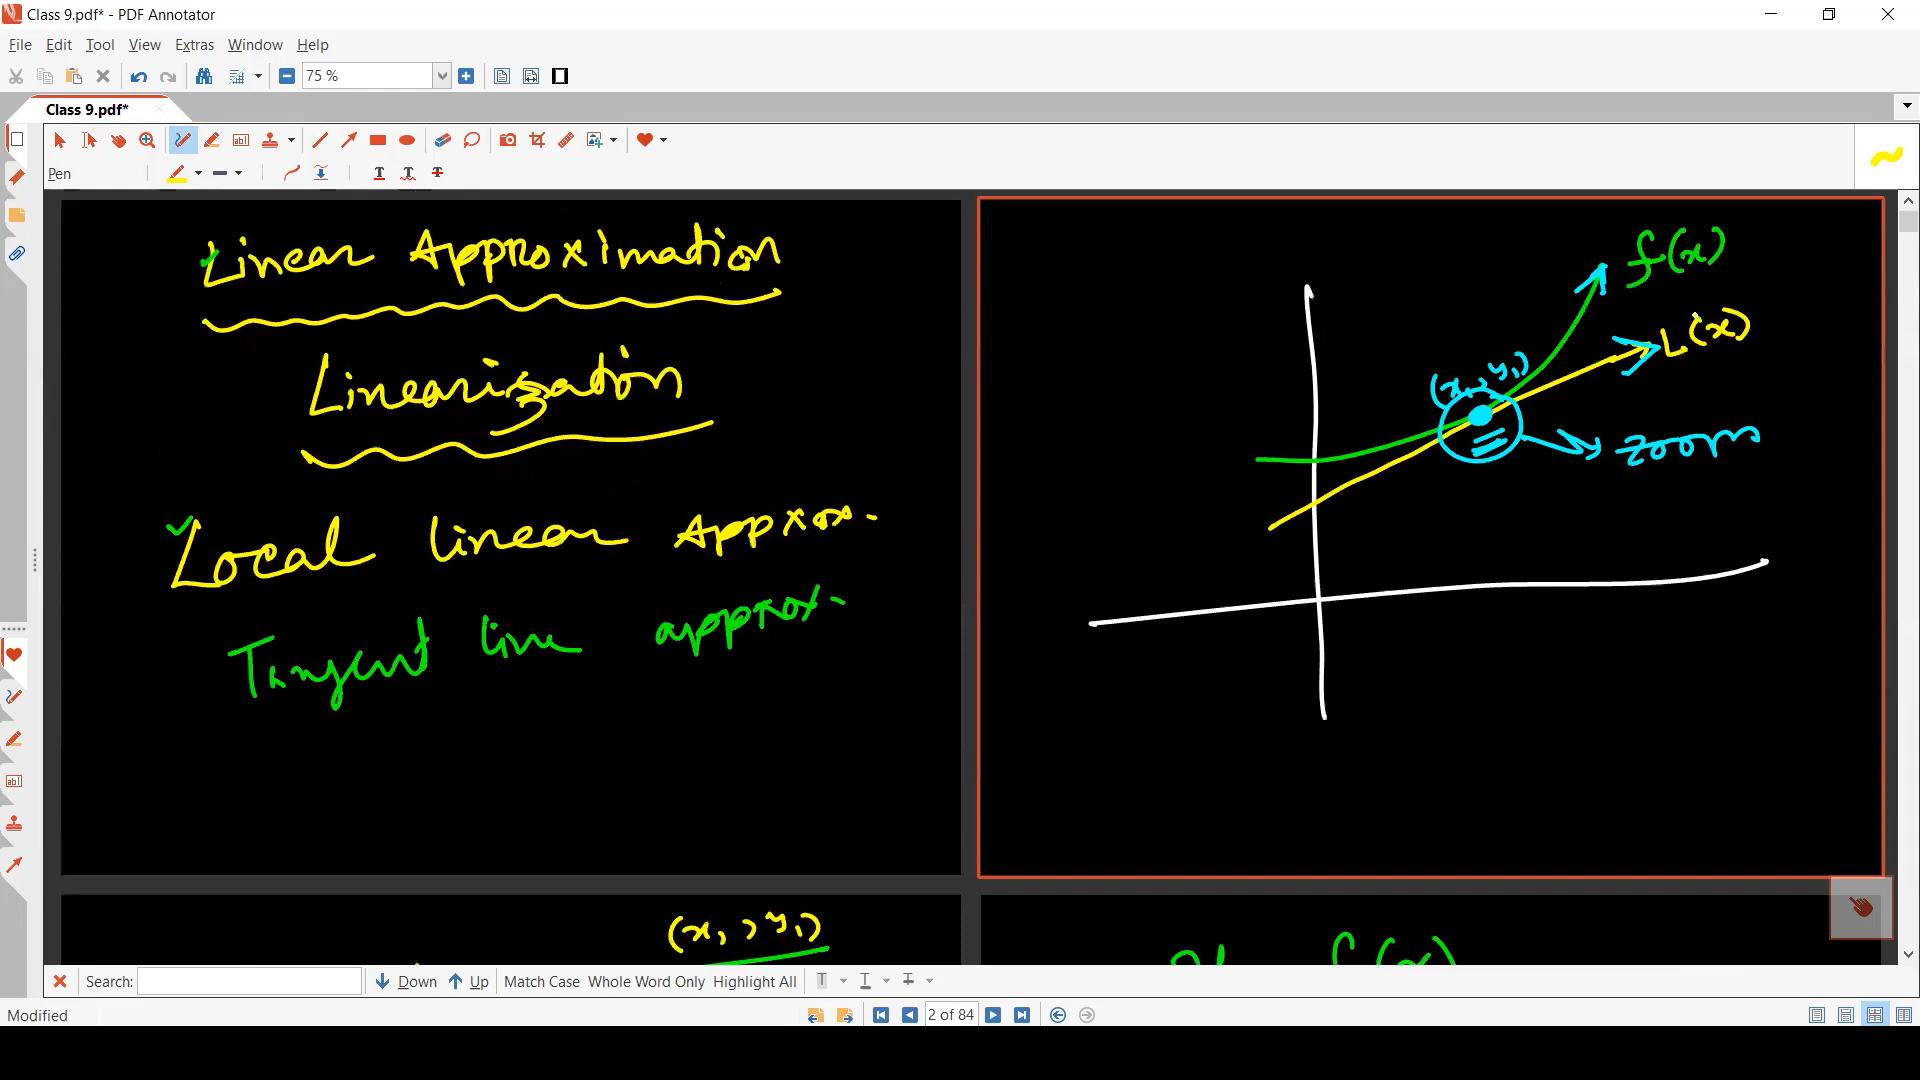 Class 9.pdf* - PDF Annotator
File Edit Tool View Extras Window Help
75 %
Class 9.pdf*
Pen
Linear Approximation
Linearization
Local linear Approx.
Tangent line approx.
f(x)
L(x)
(x₁, y₁)
zoom
(x₁, y₁)
f(x)
Search: Down Up Match Case Whole Word Only Highlight All
Modified 2 of 84